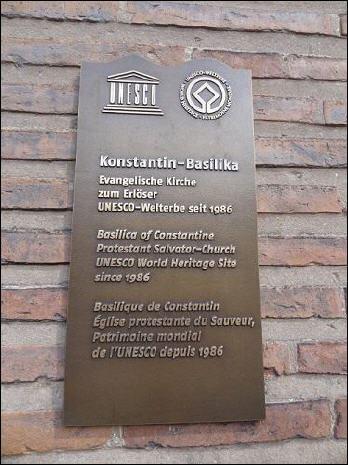 UNESCO
Konstantin-Basilika
Evangelische Kirche
zum Erlöser
UNESCO-Welterbe seit 1986
Basilica of Constantine
Protestant Salvator-Church
UNESCO World Heritage Site
since 1986
Basilique de Constantin
Église protestante du Sauveur,
Patrimoine mondial
de l'UNESCO depuis 1986